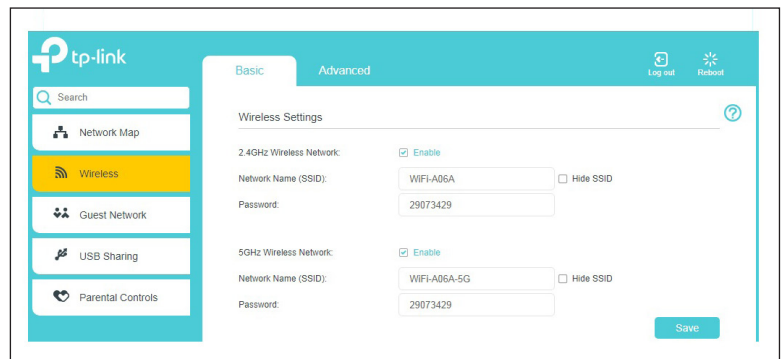 tp-link
Basic Advanced Log out Reboot
Search
Network Map
Wireless
Guest Network
USB Sharing
Parental Controls
Wireless Settings ?
2.4GHz Wireless Network: Enable
Network Name (SSID): WiFi-A06A Hide SSID
Password: 29073429
5GHz Wireless Network: Enable
Network Name (SSID): WiFi-A06A-5G Hide SSID
Password: 29073429
Save